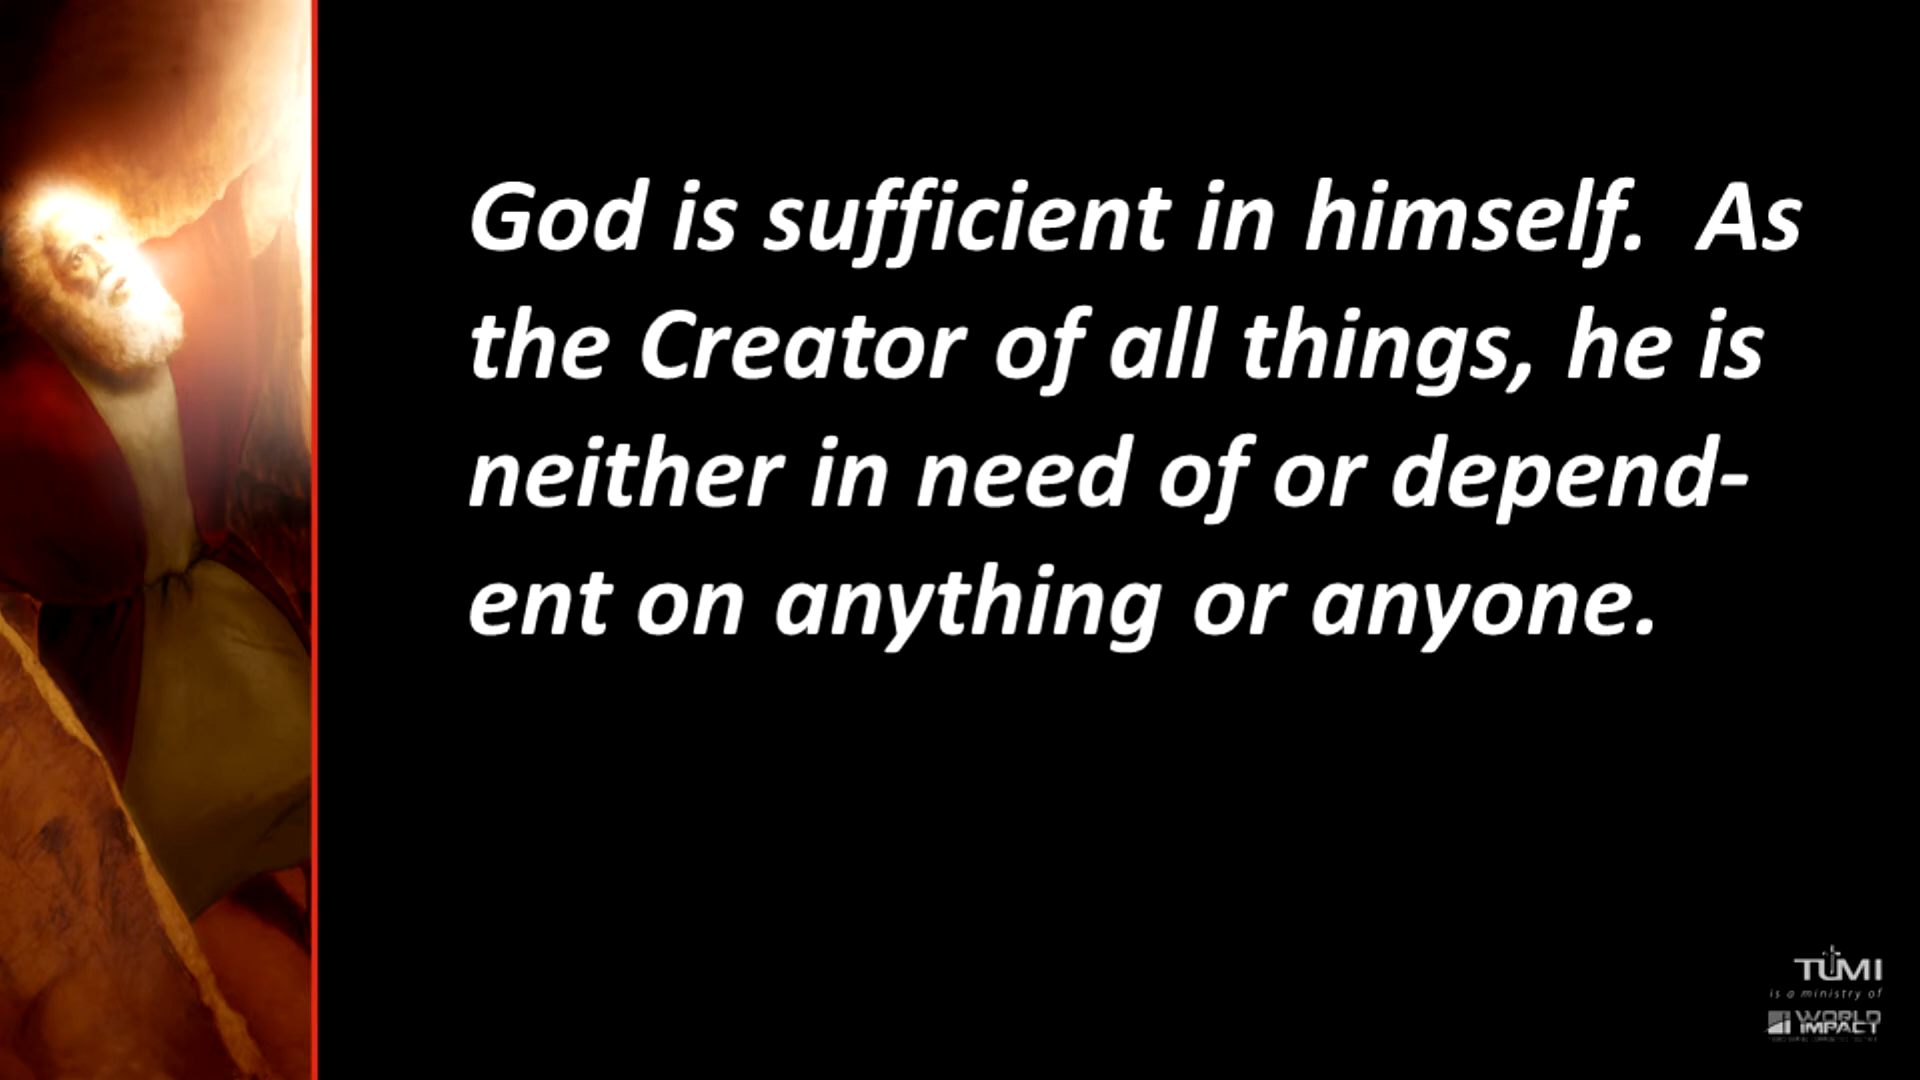 God is sufficient in himself.  As
the Creator of all things, he is
neither in need of or depend-
ent on anything or anyone.
TUMI
is a ministry of
WORLD
IMPACT